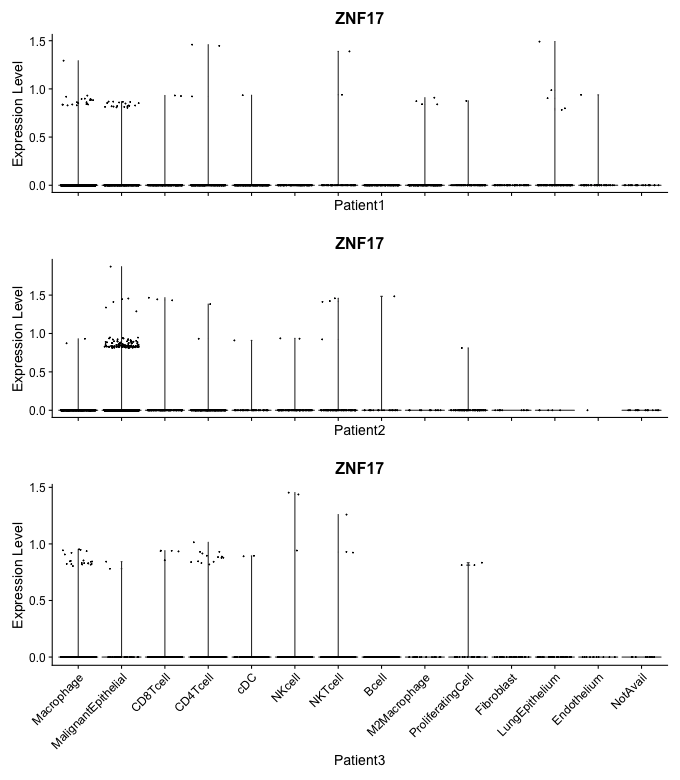 ZNF17
Expression Level
1.5
1.0
0.5
0.0
Patient1
ZNF17
Expression Level
1.5
1.0
0.5
0.0
Patient2
ZNF17
Expression Level
1.5
1.0
0.5
0.0
Macrophage
MalignantEpithelial
CD8Tcell
CD4Tcell
cDC
NKcell
NKTcell
Bcell
M2Macrophage
ProliferatingCell
Fibroblast
LungEpithelium
Endothelium
NotAvail
Patient3